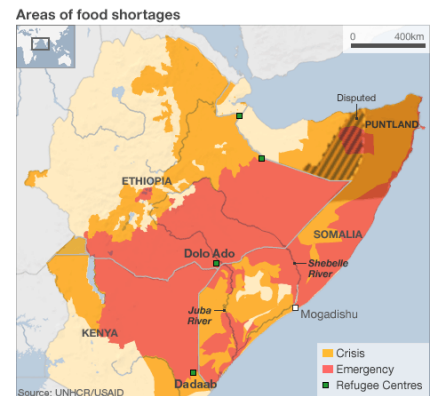 Areas of food shortages
0 400km
Disputed
PUNTLAND
ETHIOPIA
SOMALIA
Dolo Ado
Shebelle
River
Juba
River
Mogadishu
KENYA
Crisis
Emergency
Refugee Centres
Dadaab
Source: UNHCR/USAID